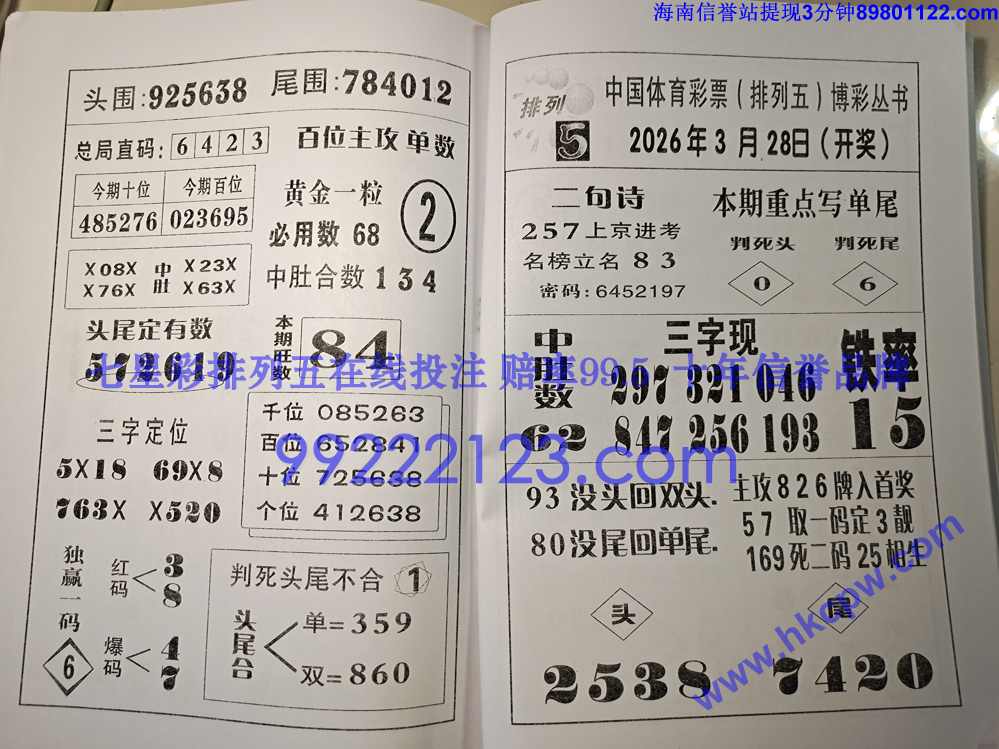 海南信誉站提现3分钟89801122.com
头围:925638 尾围:784012
总局直码: 6 4 2 3
百位主攻单数
今期十位 今期百位
485276 023695
黄金一粒
必用数 68
②
X08X 中 X23X
X76X 肚 X63X
中肚合数 1 3 4
头尾定有数
572619
本期旺数
84
三字定位
5X18 69X8
763X X520
千位 085263
百位 652841
十位 725638
个位 412638
独赢一码
6
红码
3
8
爆码
4
7
判死头尾不合 1
头尾合
单=359
双=860
排列
5
中国体育彩票(排列五)博彩丛书
2026年3月28日(开奖)
二句诗
257上京进考
名榜立名 8 3
密码:6452197
本期重点写单尾
判死头 判死尾
0 6
中肚数
62
三字现
297 321 046
847 256 193
铁率
15
七星彩排列五在线投注 赔率99.5 十年信誉品牌
99222123.com
93没头回双头.
80没尾回单尾.
主攻826牌入首奖
57 取一码定3靓
169死二码25相生
头 尾
2538 7420
www.hkcpw.com